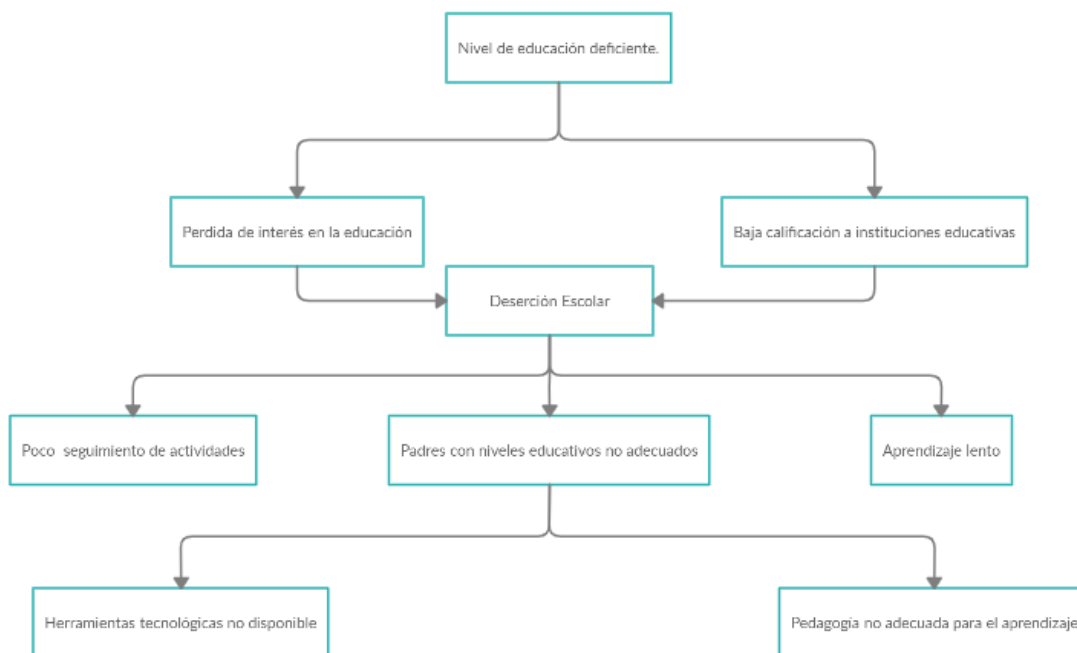 Nivel de educación deficiente.
Perdida de interés en la educación
Baja calificación a instituciones educativas
Deserción Escolar
Poco seguimiento de actividades
Padres con niveles educativos no adecuados
Aprendizaje lento
Herramientas tecnológicas no disponible
Pedagogía no adecuada para el aprendizaje